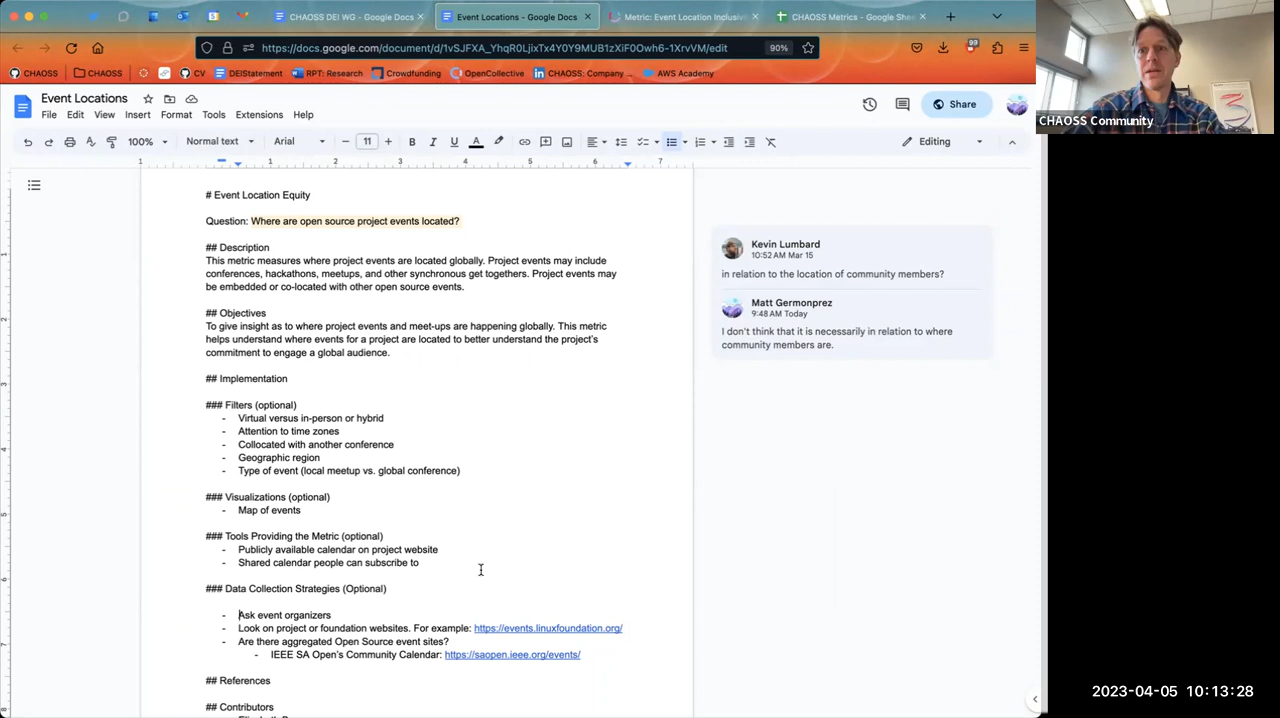 CHAOSS DEI WG - Google Docs
Event Locations - Google Docs
Metric: Event Location Inclusiv
CHAOSS Metrics - Google She
https://docs.google.com/document/d/1vSJFXA_YhqR0LjixTx4Y0Y9MUB1zXiF0Owh6-1XrvVM/edit
90%
99
CHAOSS
CHAOSS
CV
DEIStatement
RPT: Research
Crowdfunding
OpenCollective
CHAOSS: Company ...
AWS Academy
CHAOSS Community
Event Locations
File Edit View Insert Format Tools Extensions Help
Share
100%
Normal text
Arial
11
Editing
1 1 2 3 4 5 6 7
# Event Location Equity
Question: Where are open source project events located?
## Description
This metric measures where project events are located globally. Project events may include
conferences, hackathons, meetups, and other synchronous get togethers. Project events may
be embedded or co-located with other open source events.
## Objectives
To give insight as to where project events and meet-ups are happening globally. This metric
helps understand where events for a project are located to better understand the project's
commitment to engage a global audience.
## Implementation
### Filters (optional)
- Virtual versus in-person or hybrid
- Attention to time zones
- Collocated with another conference
- Geographic region
- Type of event (local meetup vs. global conference)
### Visualizations (optional)
- Map of events
### Tools Providing the Metric (optional)
- Publicly available calendar on project website
- Shared calendar people can subscribe to
### Data Collection Strategies (Optional)
- Ask event organizers
- Look on project or foundation websites. For example: https://events.linuxfoundation.org/
- Are there aggregated Open Source event sites?
- IEEE SA Open's Community Calendar: https://saopen.ieee.org/events/
## References
## Contributors
Kevin Lumbard
10:52 AM Mar 15
in relation to the location of community members?
Matt Germonprez
9:48 AM Today
I don't think that it is necessarily in relation to where
community members are.
2023-04-05 10:13:28